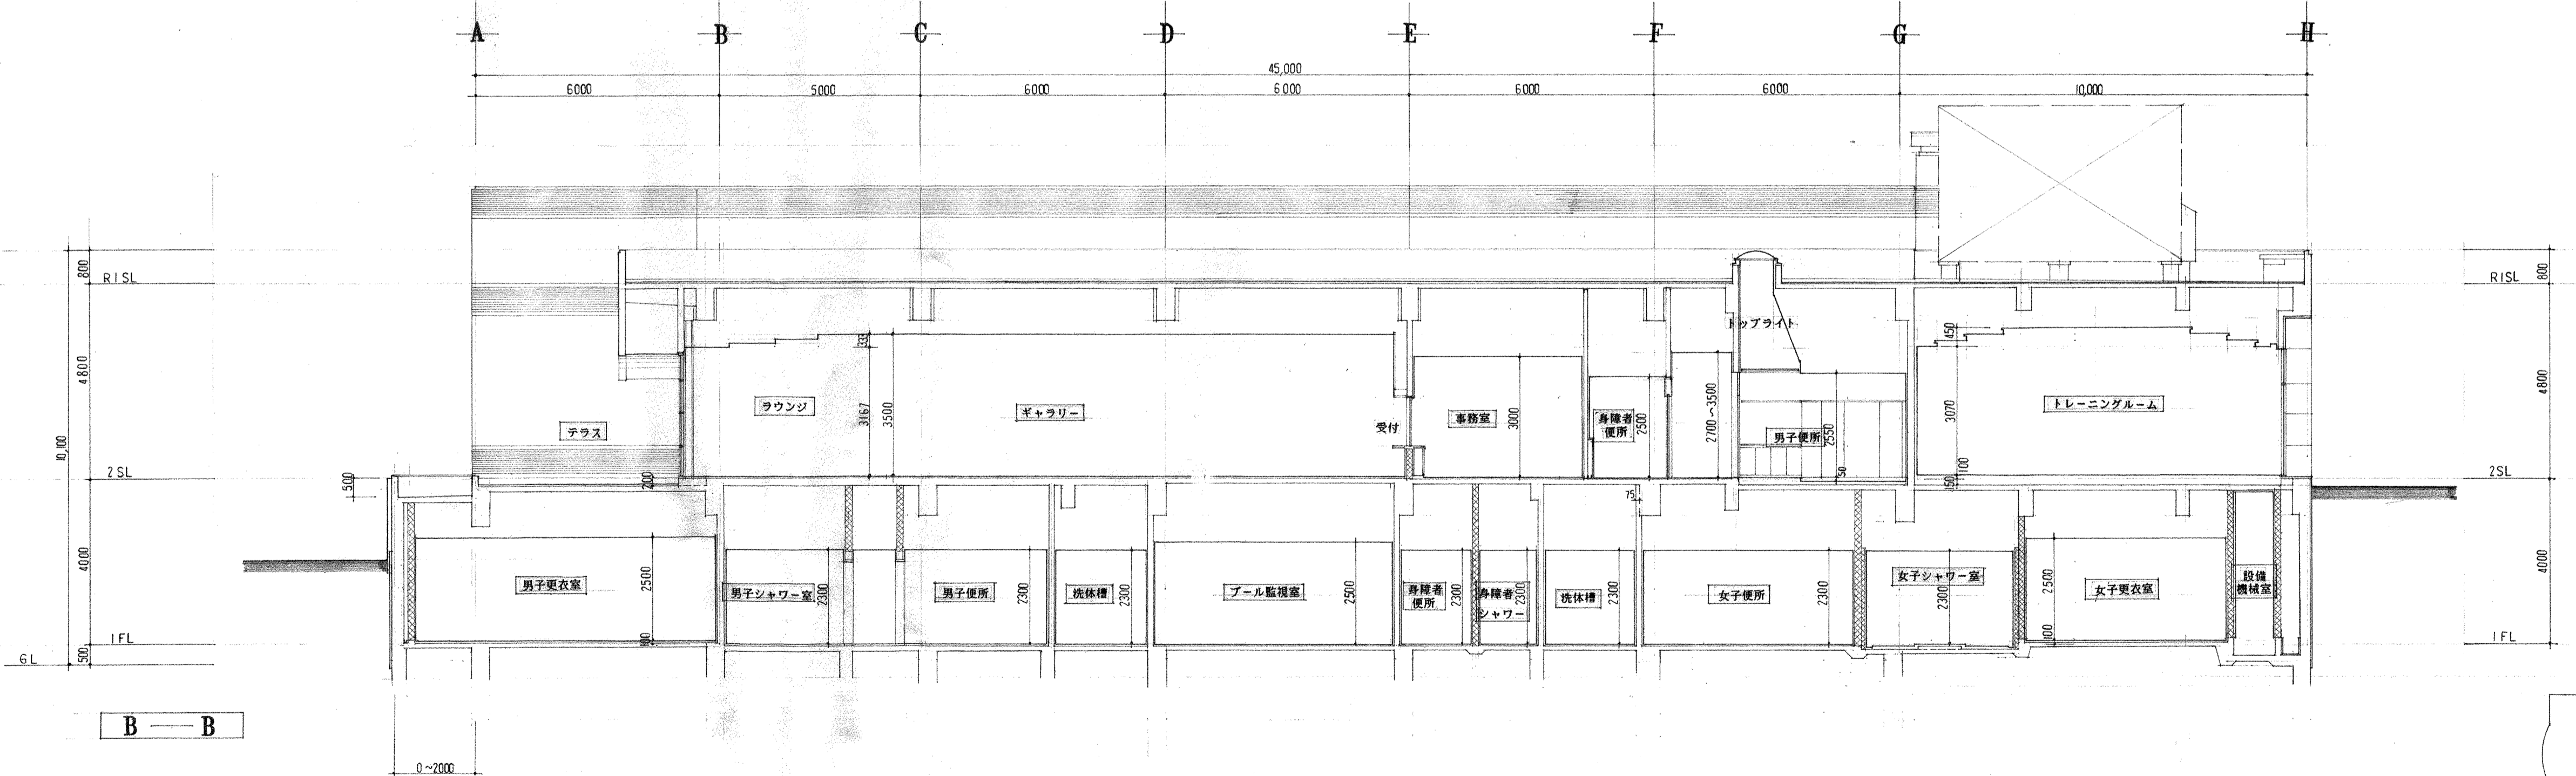 A B C D E F G H
45,000
6000 5000 6000 6000 6000 6000 10,000
800 R1SL R1SL 800
トップライト
450
333
4800 4800
ラウンジ 3167 3500 ギャラリー 受付 事務室 3000 身障者 2500 2700~3500 男子便所 2550 3070 トレーニングルーム
便所
テラス
10,100
2SL 2SL
500 200 50 100
150
75
4000 4000
男子更衣室 2500 男子シャワー室 2300 男子便所 2300 洗体槽 2300 プール監視室 2500 身障者 2300 身障者 2300 洗体槽 2300 女子便所 2300 女子シャワー室 2300 2500 女子更衣室 設備
便所 シャワー 機械室
100 100
1FL 1FL
GL 500
B — B
0~2000